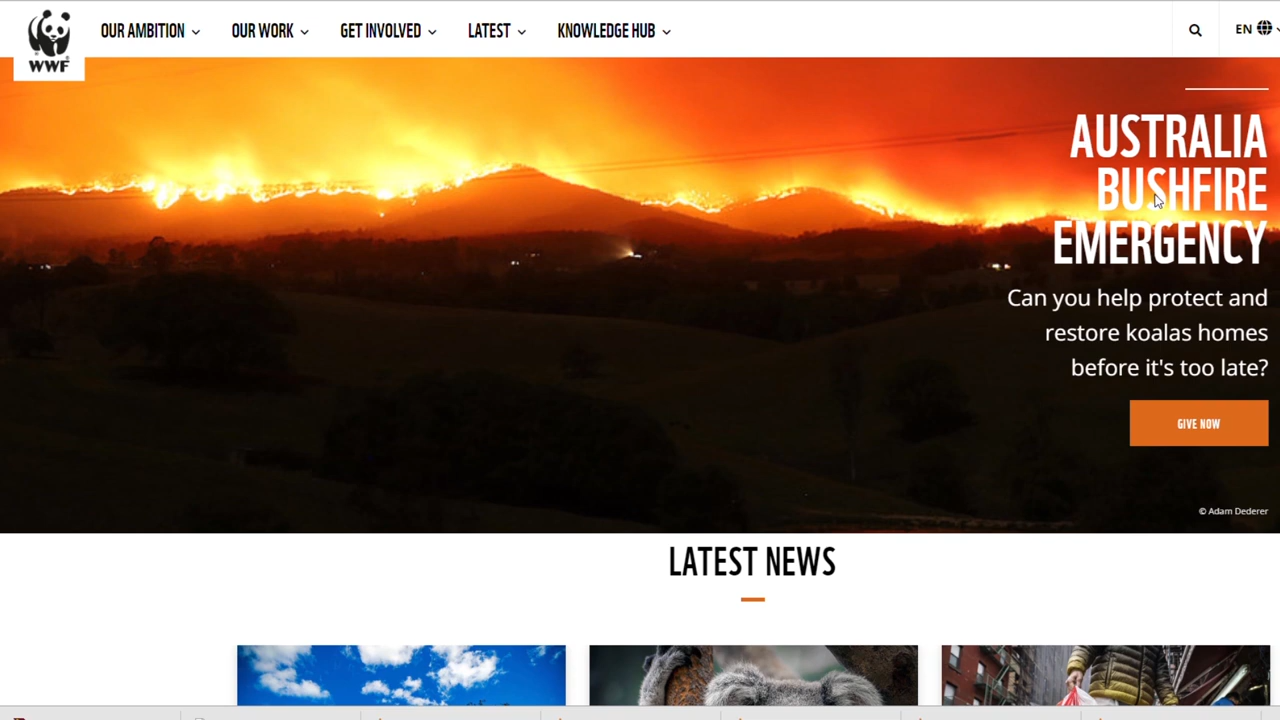 WWF
OUR AMBITION
OUR WORK
GET INVOLVED
LATEST
KNOWLEDGE HUB
EN
AUSTRALIA
BUSHFIRE
EMERGENCY
Can you help protect and
restore koalas homes
before it's too late?
GIVE NOW
© Adam Dederer
LATEST NEWS